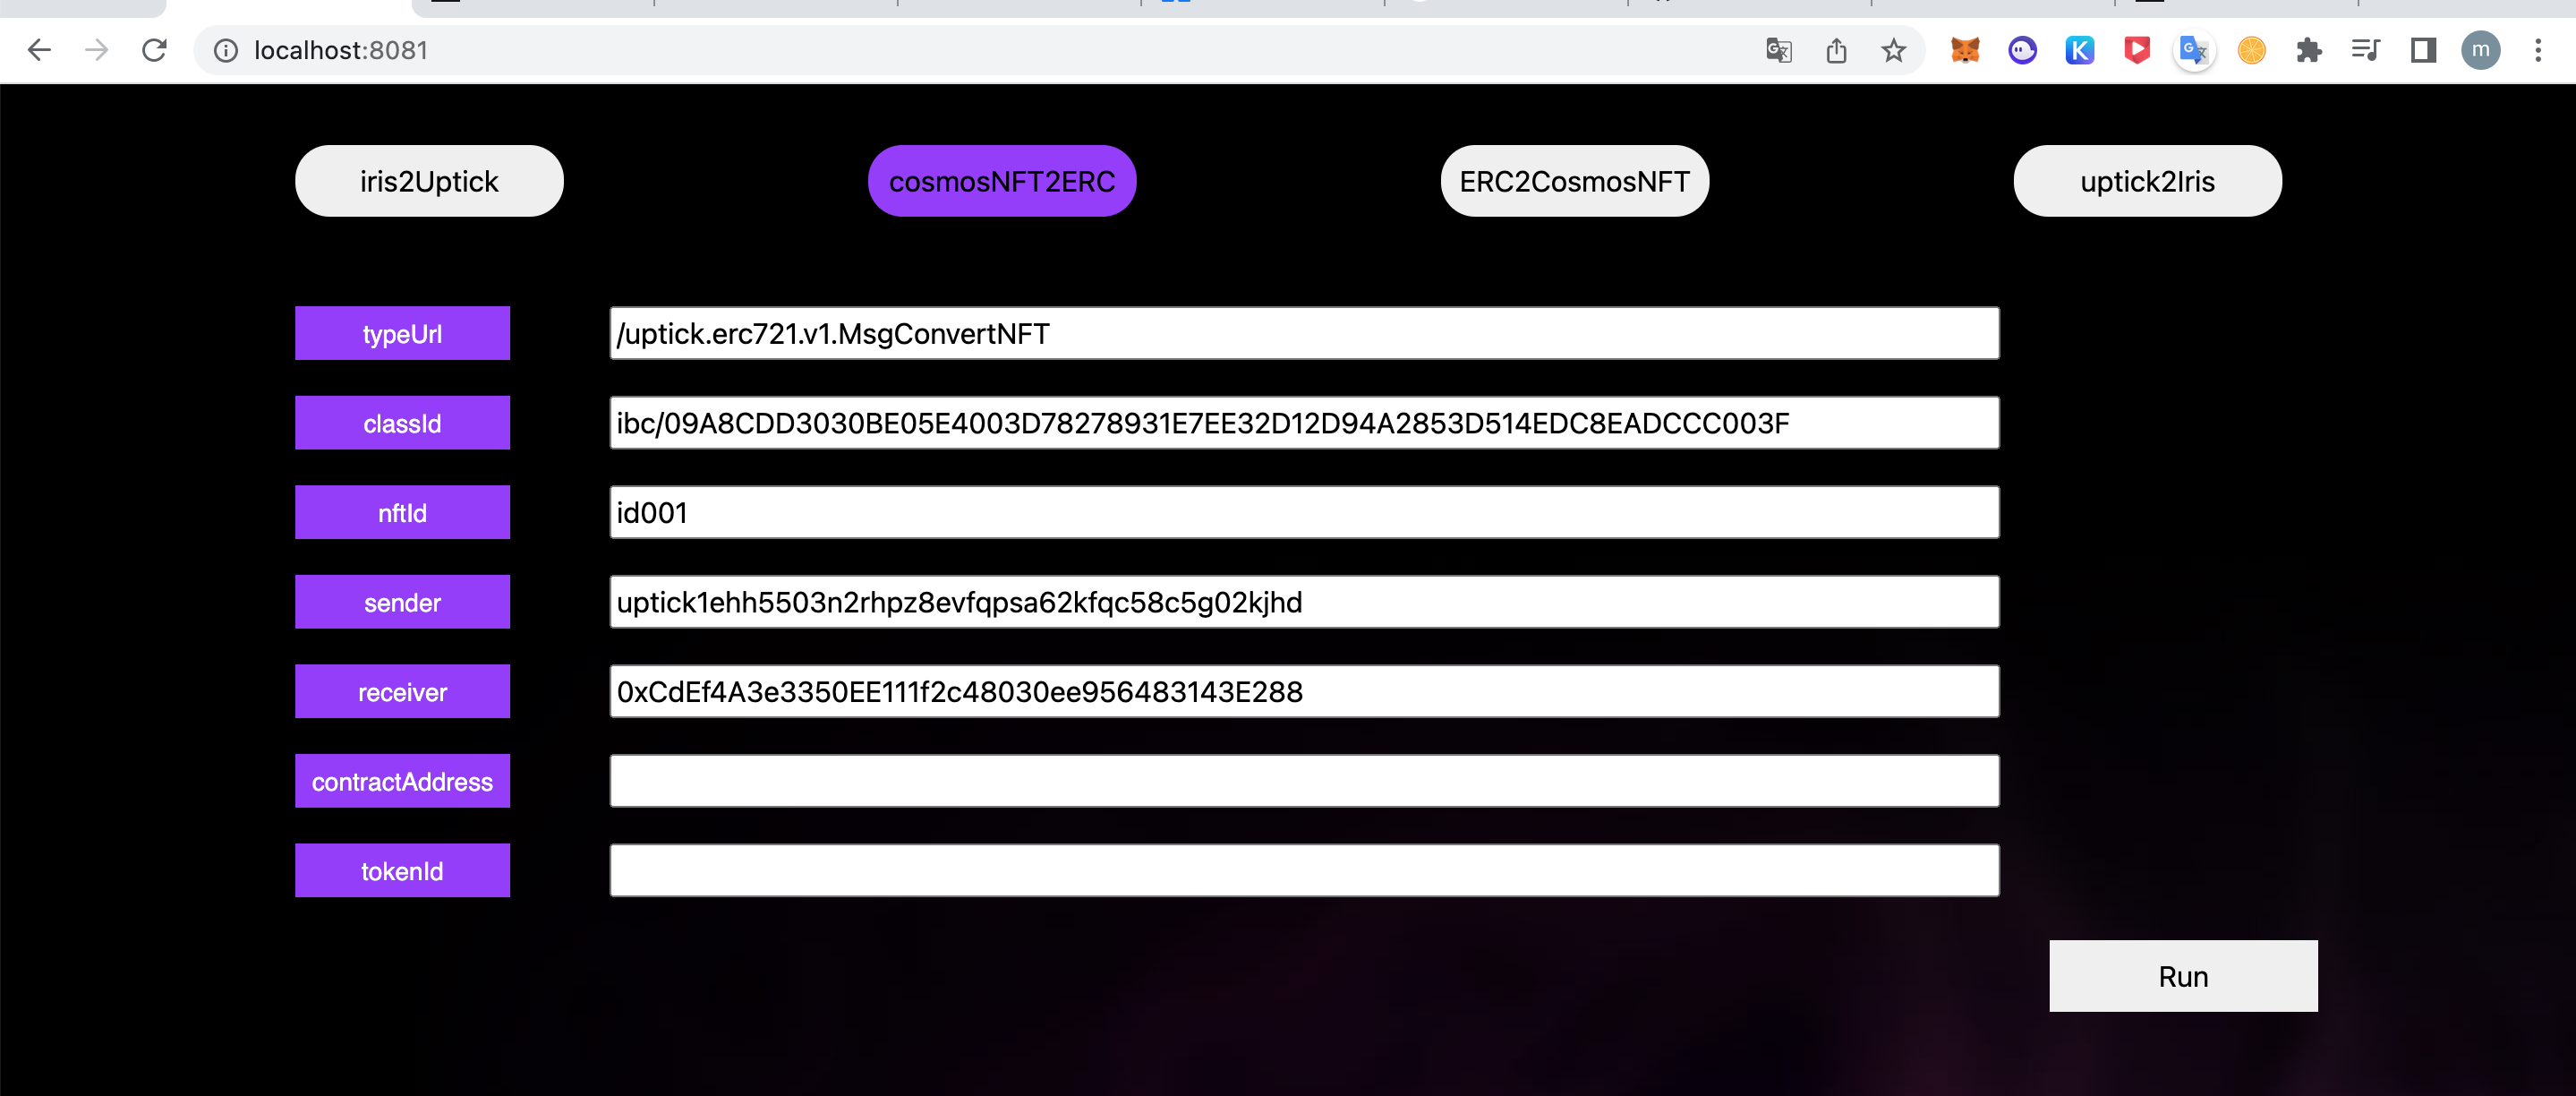 localhost:8081
m
iris2Uptick
cosmosNFT2ERC
ERC2CosmosNFT
uptick2Iris
typeUrl
/uptick.erc721.v1.MsgConvertNFT
classId
ibc/09A8CDD3030BE05E4003D78278931E7EE32D12D94A2853D514EDC8EADCCC003F
nftId
id001
sender
uptick1ehh5503n2rhpz8evfqpsa62kfqc58c5g02kjhd
receiver
0xCdEf4A3e3350EE111f2c48030ee956483143E288
contractAddress
tokenId
Run